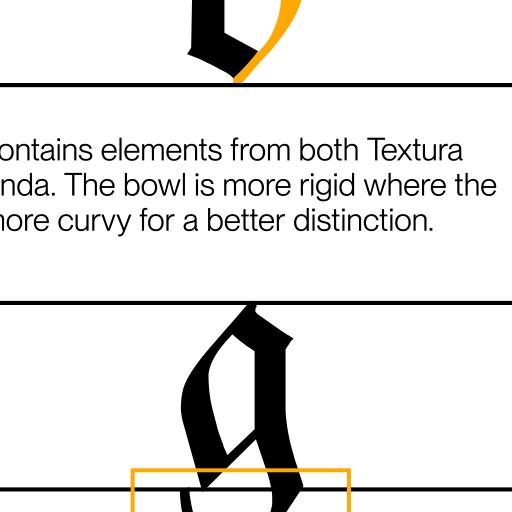 ontains elements from both Textura
nda. The bowl is more rigid where the
nore curvy for a better distinction.
g